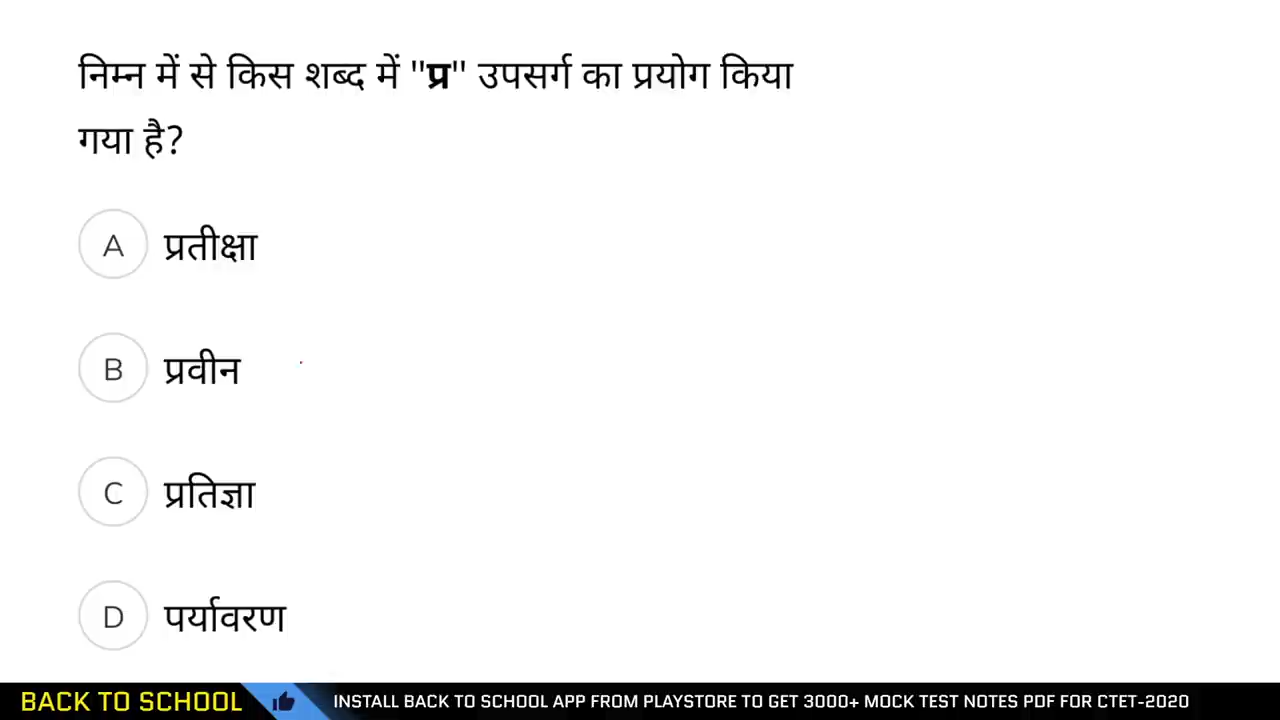 निम्न में से किस शब्द में "प्र" उपसर्ग का प्रयोग किया
गया है?
A प्रतीक्षा
B प्रवीन
C प्रतिज्ञा
D पर्यावरण
BACK TO SCHOOL INSTALL BACK TO SCHOOL APP FROM PLAYSTORE TO GET 3000+ MOCK TEST NOTES PDF FOR CTET-2020